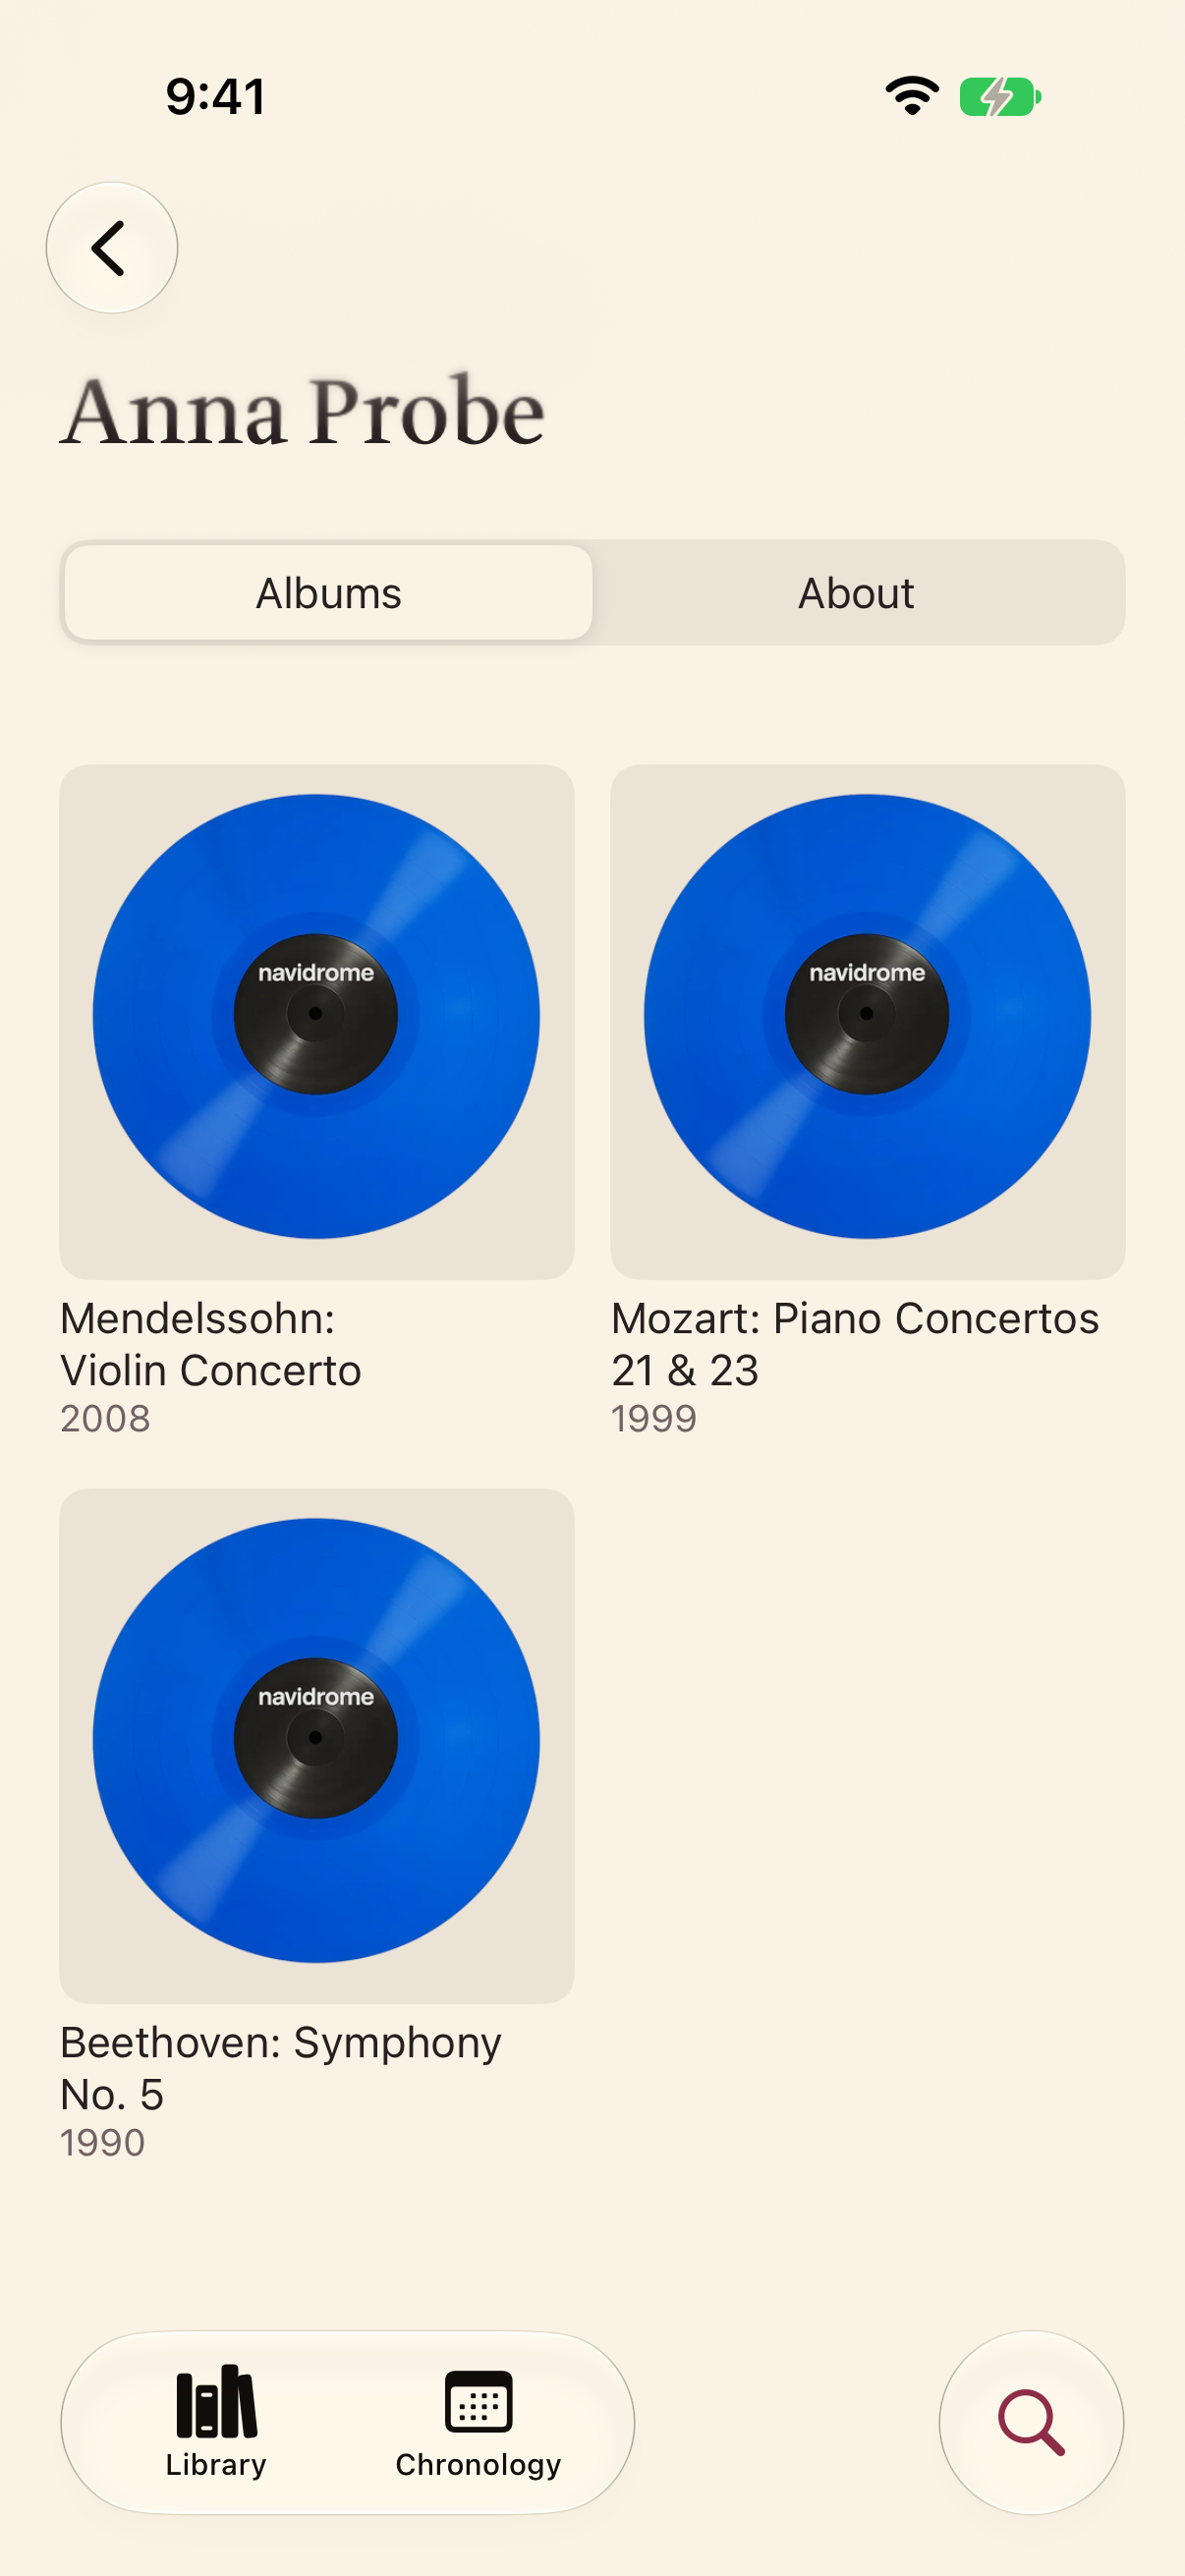 9:41
Anna Probe
Albums
About
navidrome
navidrome
Mendelssohn:
Violin Concerto
2008
Mozart: Piano Concertos
21 & 23
1999
navidrome
Beethoven: Symphony
No. 5
1990
Library
Chronology